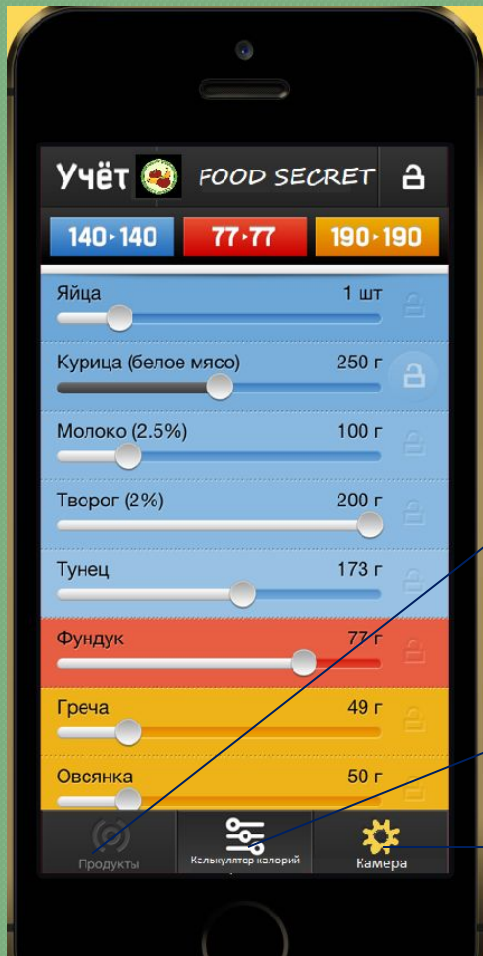 Учёт FOOD SECRET
140·140 77·77 190·190
Яйца 1 шт
Курица (белое мясо) 250 г
Молоко (2.5%) 100 г
Творог (2%) 200 г
Тунец 173 г
Фундук 77 г
Греча 49 г
Овсянка 50 г
Продукты Калькулятор калорий Камера